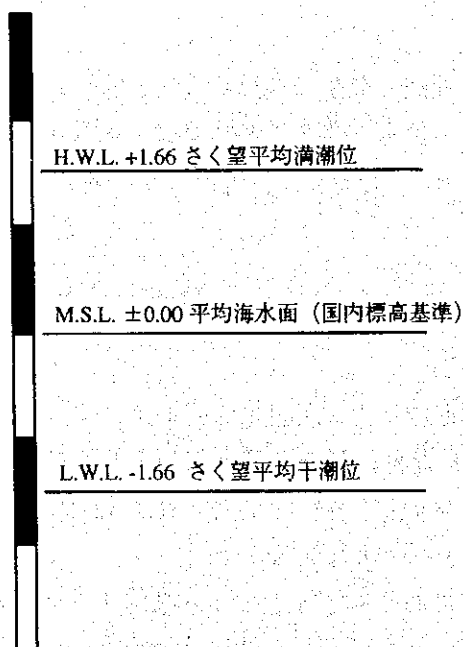 H.W.L. +1.66 さく望平均満潮位
M.S.L. ±0.00 平均海水面（国内標高基準）
L.W.L. -1.66 さく望平均干潮位